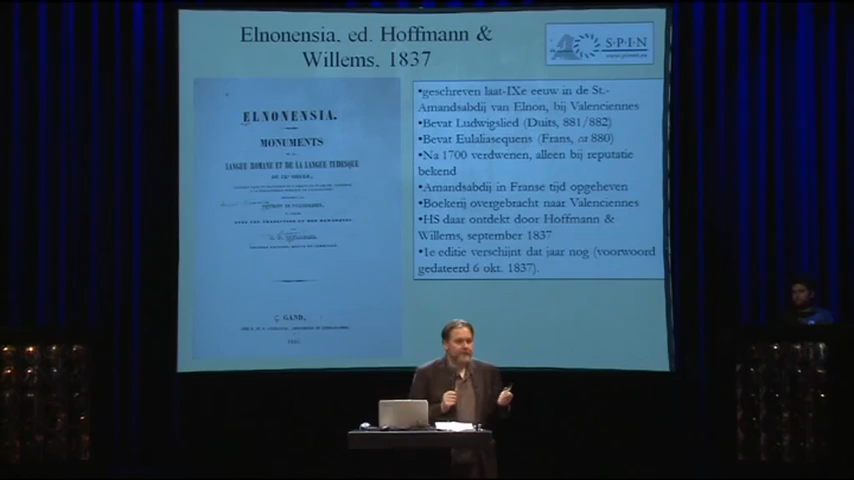 Elnonensia, ed. Hoffmann &
Willems, 1837
S·P·I·N
ELNONENSIA.
MONUMENTS
LANGUE ROMANE ET DE LA LANGUE TUDESQUE
DU IXe SIÈCLE,
GAND,
•geschreven laat-IXe eeuw in de St.-
Amandsabdij van Elnon, bij Valenciennes
•Bevat Ludwigslied (Duits, 881/882)
•Bevat Eulaliasequens (Frans, 880)
•Na 1700 verdwenen, alleen bij reputatie
bekend
•Amandsabdij in Franse tijd opgeheven
•Boekerij overgebracht naar Valenciennes
•HS daar ontdekt door Hoffmann &
Willems, september 1837
•1e editie verschijnt dat jaar nog (voorwoord
gedateerd 6 okt. 1837).